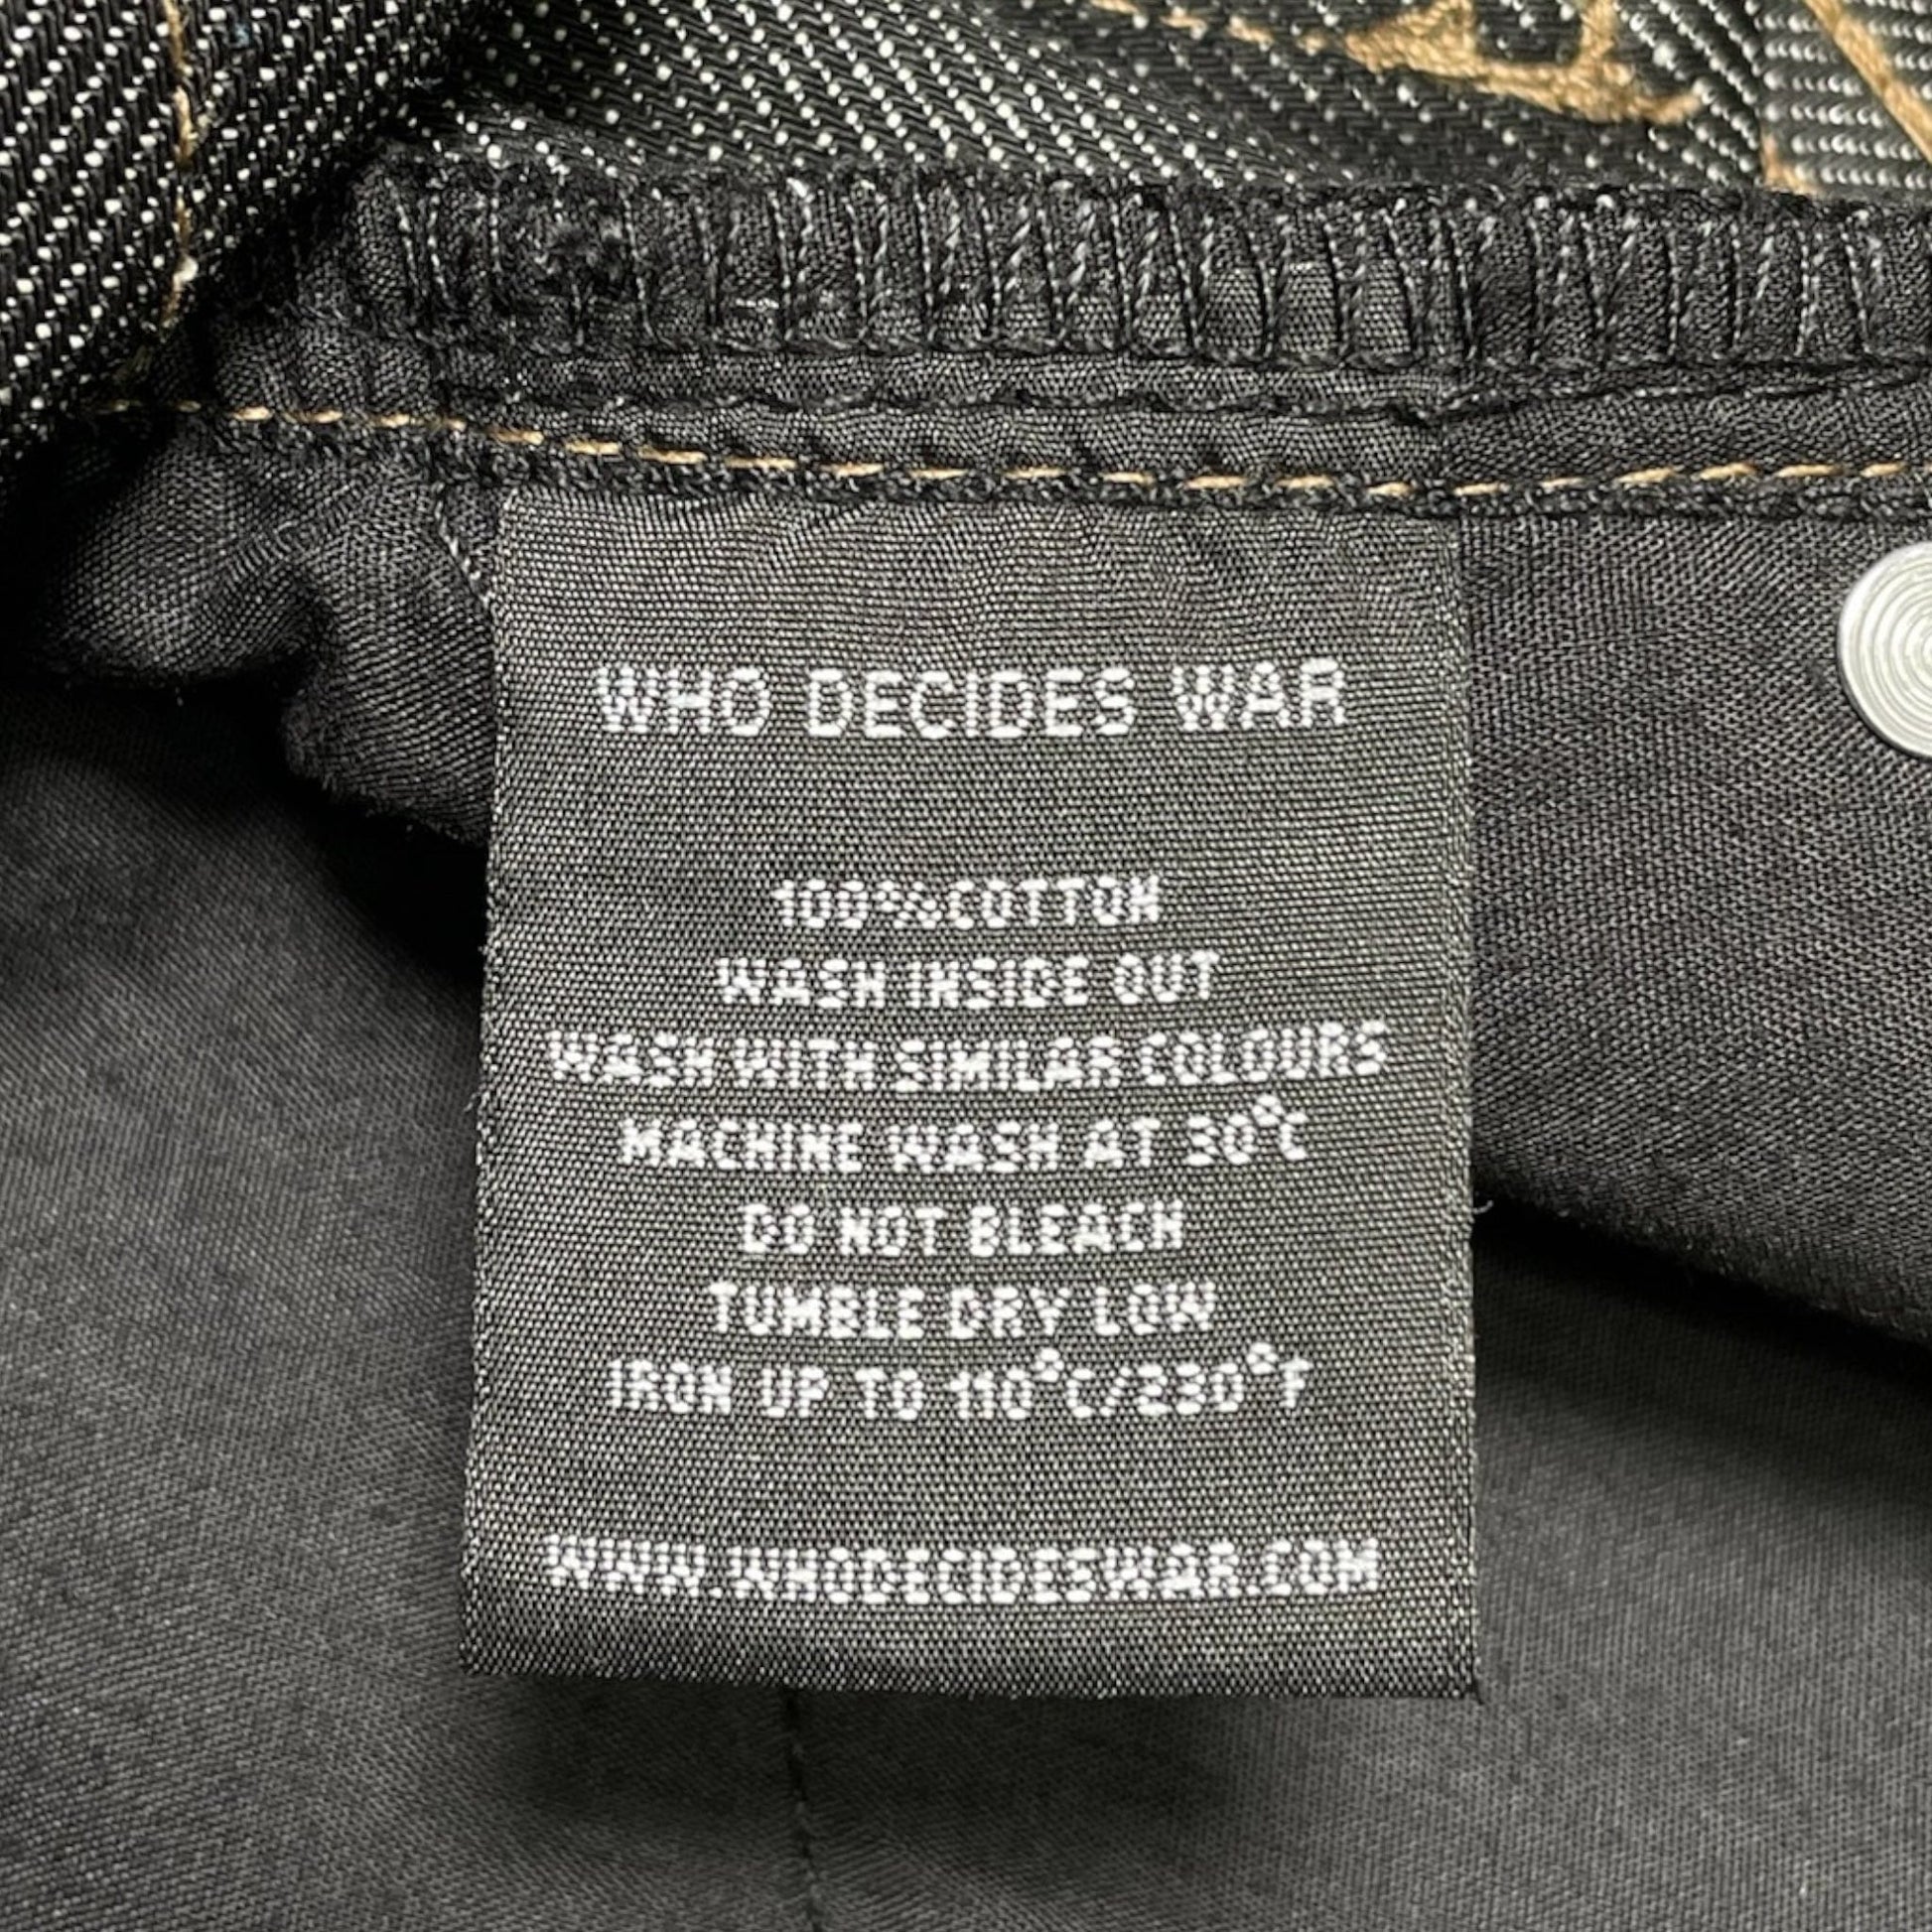 WHO DECIDES WAR
100%COTTON
WASH INSIDE OUT
WASH WITH SIMILAR COLOURS
MACHINE WASH AT 30°C
DO NOT BLEACH
TUMBLE DRY LOW
IRON UP TO 110°C/230°F
WWW.WHODECIDESWAR.COM